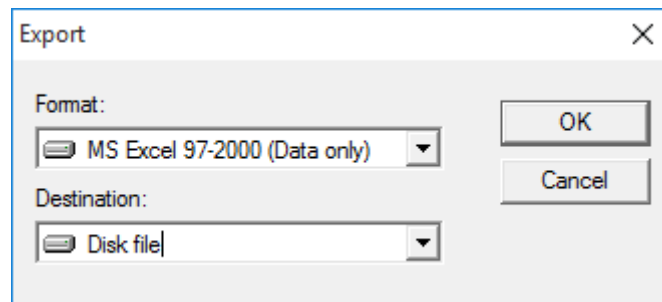 Export
Format:
MS Excel 97-2000 (Data only)
OK
Cancel
Destination:
Disk file